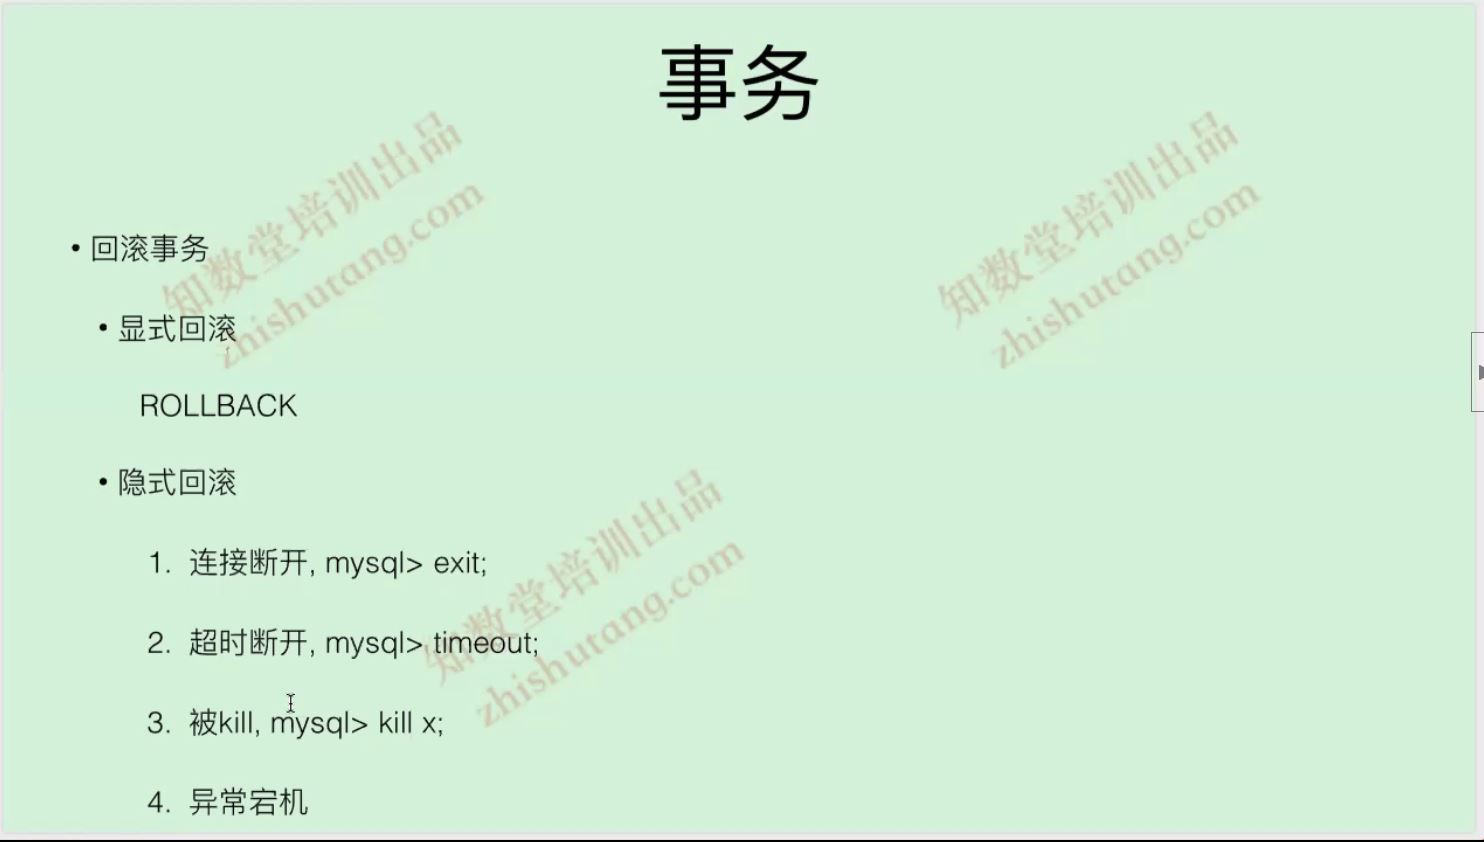 事务
知数堂培训出品
zhishutang.com
知数堂培训出品
zhishutang.com
• 回滚事务
• 显式回滚
ROLLBACK
• 隐式回滚
知数堂培训出品
zhishutang.com
1. 连接断开, mysql> exit;
2. 超时断开, mysql> timeout;
3. 被kill, mysql> kill x;
4. 异常宕机